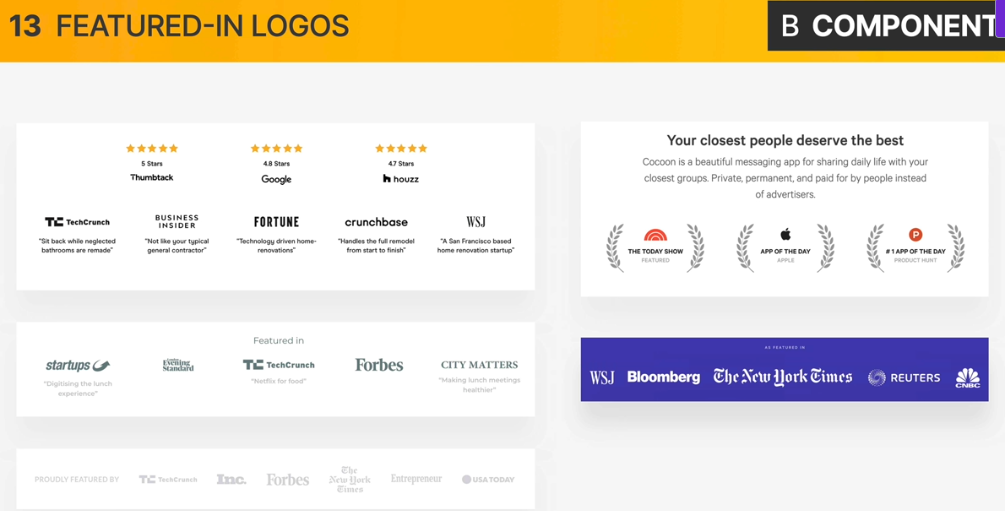 13 FEATURED-IN LOGOS
B COMPONENT
5 Stars
Thumbtack
4.8 Stars
Google
4.7 Stars
houzz
TC TechCrunch
"Sit back while neglected
bathrooms are remade"
BUSINESS
INSIDER
"Not like your typical
general contractor"
FORTUNE
"Technology driven home-
renovations"
crunchbase
"Handles the full remodel
from start to finish"
WSJ
"A San Francisco based
home renovation startup"
Featured in
startups
"Digitising the lunch
experience"
London
Evening
Standard
TC TechCrunch
"Netflix for food"
Forbes
CITY MATTERS
"Making lunch meetings
healthier"
PROUDLY FEATURED BY
TC TechCrunch
Inc.
Forbes
The
New York
Times
Entrepreneur
USA TODAY
Your closest people deserve the best
Cocoon is a beautiful messaging app for sharing daily life with your
closest groups. Private, permanent, and paid for by people instead
of advertisers.
THE TODAY SHOW
FEATURED
APP OF THE DAY
APPLE
P
#1 APP OF THE DAY
PRODUCT HUNT
AS FEATURED IN
WSJ
Bloomberg
The New York Times
REUTERS
CNBC